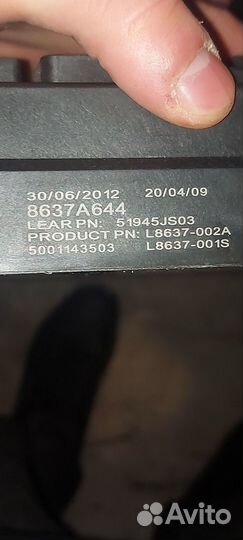 30/06/2012 20/04/09
8637A644
LEAR PN: 51945JS03
PRODUCT PN: L8637-002A
5001143503 L8637-001S
Avito